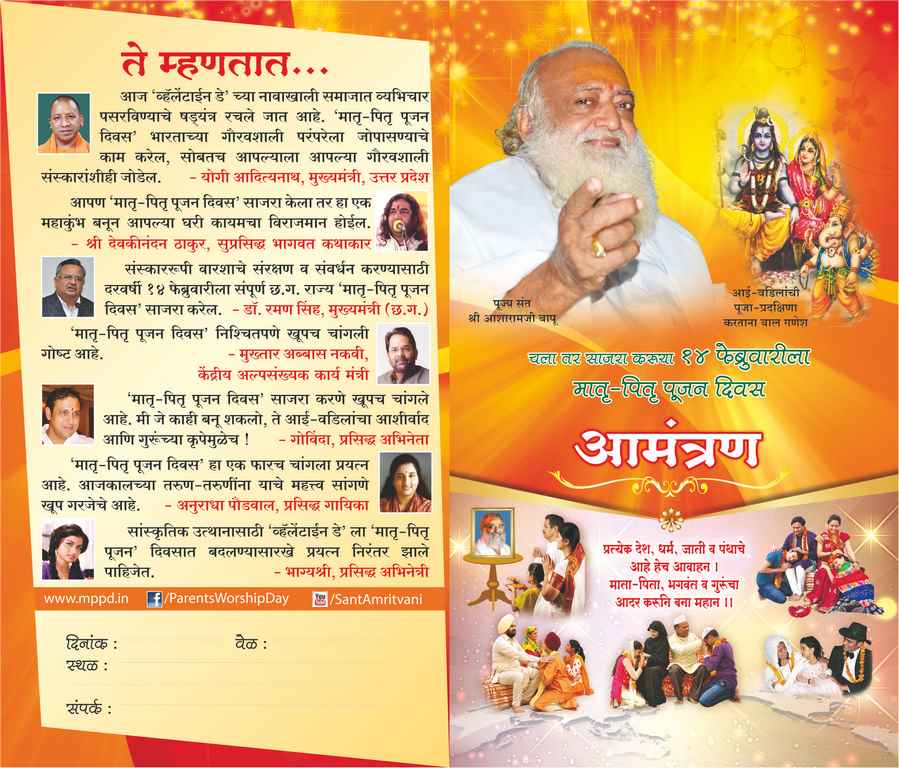 ते म्हणतात...
आज ‘व्हॅलेंटाईन डे’ च्या नावाखाली समाजात व्यभिचार
पसरविण्याचे षड्यंत्र रचले जात आहे. ‘मातृ-पितृ पूजन
दिवस’ भारताच्या गौरवशाली परंपरेला जोपासण्याचे
काम करेल, सोबतच आपल्याला आपल्या गौरवशाली
संस्कारांशीही जोडेल. - योगी आदित्यनाथ, मुख्यमंत्री, उत्तर प्रदेश
आपण ‘मातृ-पितृ पूजन दिवस’ साजरा केला तर हा एक
महाकुंभ बनून आपल्या घरी कायमचा विराजमान होईल.
- श्री देवकीनंदन ठाकुर, सुप्रसिद्ध भागवत कथाकार
संस्काररूपी वारशाचे संरक्षण व संवर्धन करण्यासाठी
दरवर्षी १४ फेब्रुवारीला संपूर्ण छ.ग. राज्य ‘मातृ-पितृ पूजन
दिवस’ साजरा करेल. - डॉ. रमण सिंह, मुख्यमंत्री (छ.ग.)
‘मातृ-पितृ पूजन दिवस’ निश्चितपणे खूपच चांगली
गोष्ट आहे. - मुख्तार अब्बास नकवी,
केंद्रीय अल्पसंख्यक कार्य मंत्री
‘मातृ-पितृ पूजन दिवस’ साजरा करणे खूपच चांगले
आहे. मी जे काही बनू शकलो, ते आई-वडिलांचा आशीर्वाद
आणि गुरूंच्या कृपेमुळेच ! - गोविंदा, प्रसिद्ध अभिनेता
‘मातृ-पितृ पूजन दिवस’ हा एक फारच चांगला प्रयत्न
आहे. आजकालच्या तरुण-तरुणींना याचे महत्त्व सांगणे
खूप गरजेचे आहे. - अनुराधा पौडवाल, प्रसिद्ध गायिका
सांस्कृतिक उत्थानासाठी ‘व्हॅलेंटाईन डे’ ला ‘मातृ-पितृ
पूजन’ दिवसात बदलण्यासारखे प्रयत्न निरंतर झाले
पाहिजेत. - भाग्यश्री, प्रसिद्ध अभिनेत्री
www.mppd.in f/ParentsWorshipDay You Tube/SantAmritvani
दिनांक : वेळ :
स्थळ :
संपर्क :
पूज्य संत
श्री आशारामजी बापू
आई-वडिलांची
पूजा-प्रदक्षिणा
करताना बाल गणेश
चला तर साजरा करूया १४ फेब्रुवारीला
मातृ-पितृ पूजन दिवस
आमंत्रण
प्रत्येक देश, धर्म, जाती व पंथाचे
आहे हेच आवाहन ।
माता-पिता, भगवंत व गुरूंचा
आदर करूनि बना महान ।।